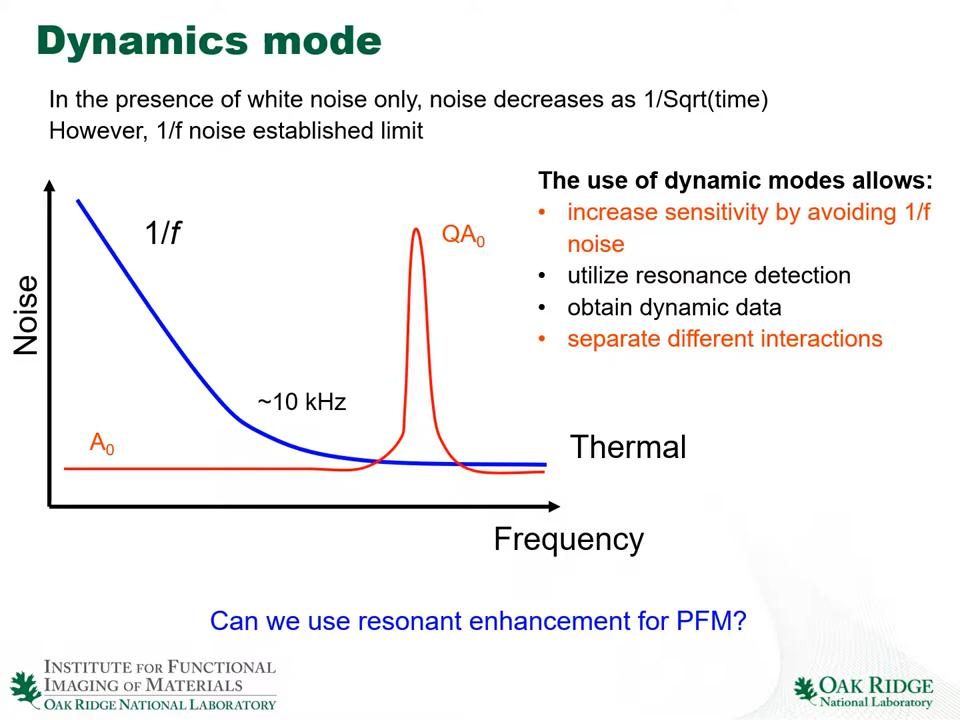 Dynamics mode
In the presence of white noise only, noise decreases as 1/Sqrt(time)
However, 1/f noise established limit
The use of dynamic modes allows:
• increase sensitivity by avoiding 1/f
noise
• utilize resonance detection
• obtain dynamic data
• separate different interactions
1/f
QA0
Noise
~10 kHz
A0
Thermal
Frequency
Can we use resonant enhancement for PFM?
INSTITUTE FOR FUNCTIONAL
IMAGING OF MATERIALS
OAK RIDGE NATIONAL LABORATORY
OAK RIDGE
National Laboratory